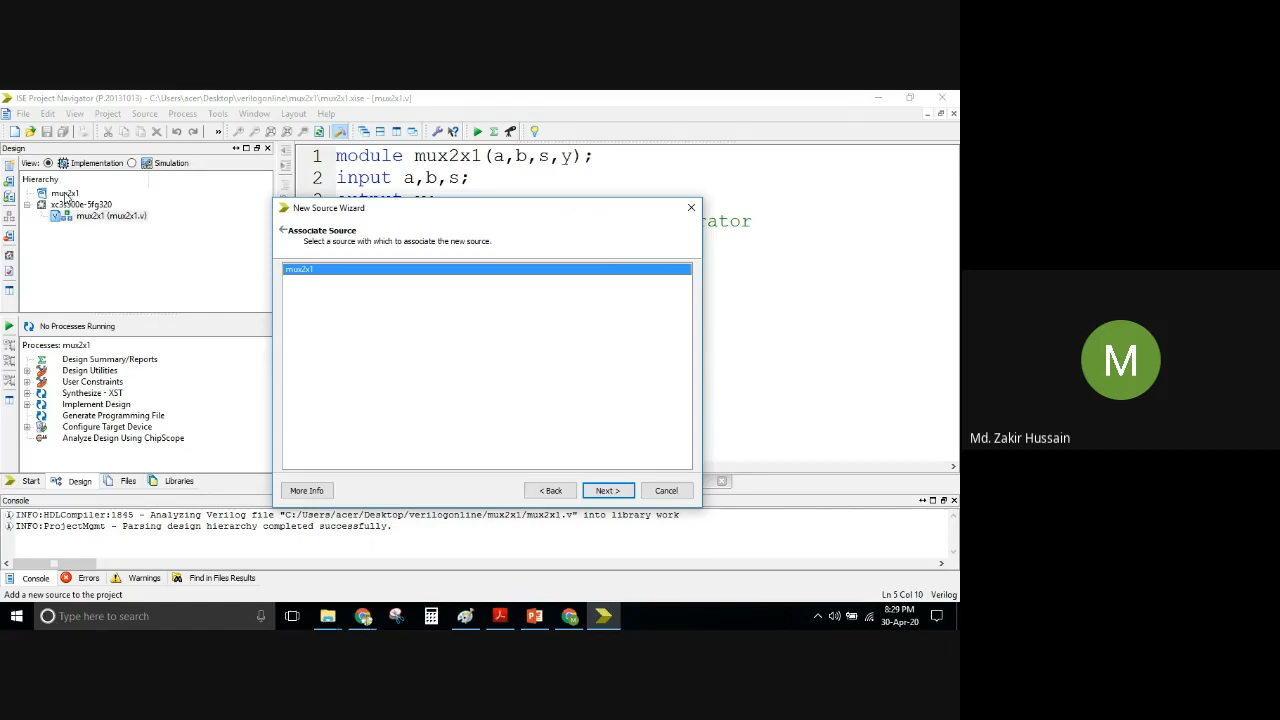 ISE Project Navigator (P.20131013) - C:\Users\acer\Desktop\verilogonline\mux2x1\mux2x1.xise - [mux2x1.v]
File Edit View Project Source Process Tools Window Layout Help
»
Design
View: Implementation Simulation
Hierarchy
mux2x1
xc3s900e-5fg320
mux2x1 (mux2x1.v)
1 module mux2x1(a,b,s,y);
2 input a,b,s;
rator
New Source Wizard
Associate Source
Select a source with which to associate the new source.
mux2x1
More Info
< Back
Next >
Cancel
No Processes Running
Processes: mux2x1
Design Summary/Reports
Design Utilities
User Constraints
Synthesize - XST
Implement Design
Generate Programming File
Configure Target Device
Analyze Design Using ChipScope
Start Design Files Libraries
Console
INFO:HDLCompiler:1845 - Analyzing Verilog file "C:/Users/acer/Desktop/verilogonline/mux2x1/mux2x1.v" into library work
INFO:ProjectMgmt - Parsing design hierarchy completed successfully.
Console Errors Warnings Find in Files Results
Add a new source to the project
Ln 5 Col 10 Verilog
Type here to search
8:29 PM
30-Apr-20
M
Md. Zakir Hussain